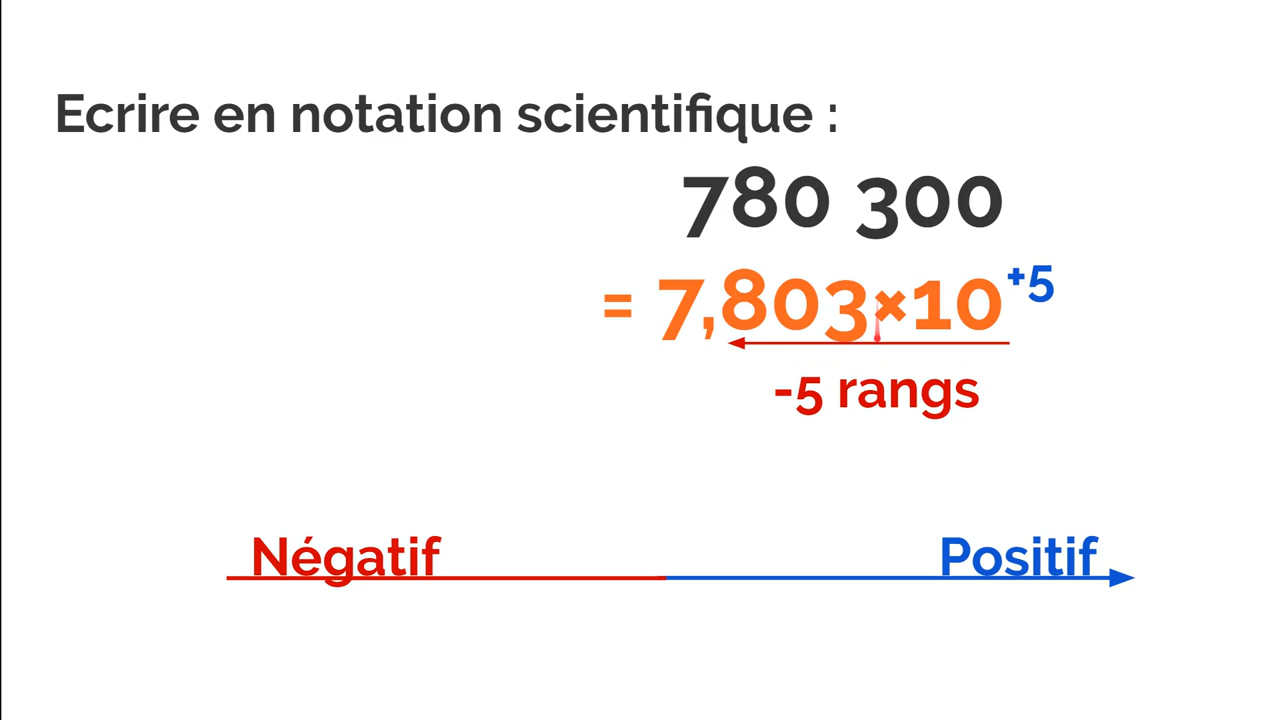 Ecrire en notation scientifique :
780 300
= 7,803×10⁺⁵
-5 rangs
Négatif
Positif